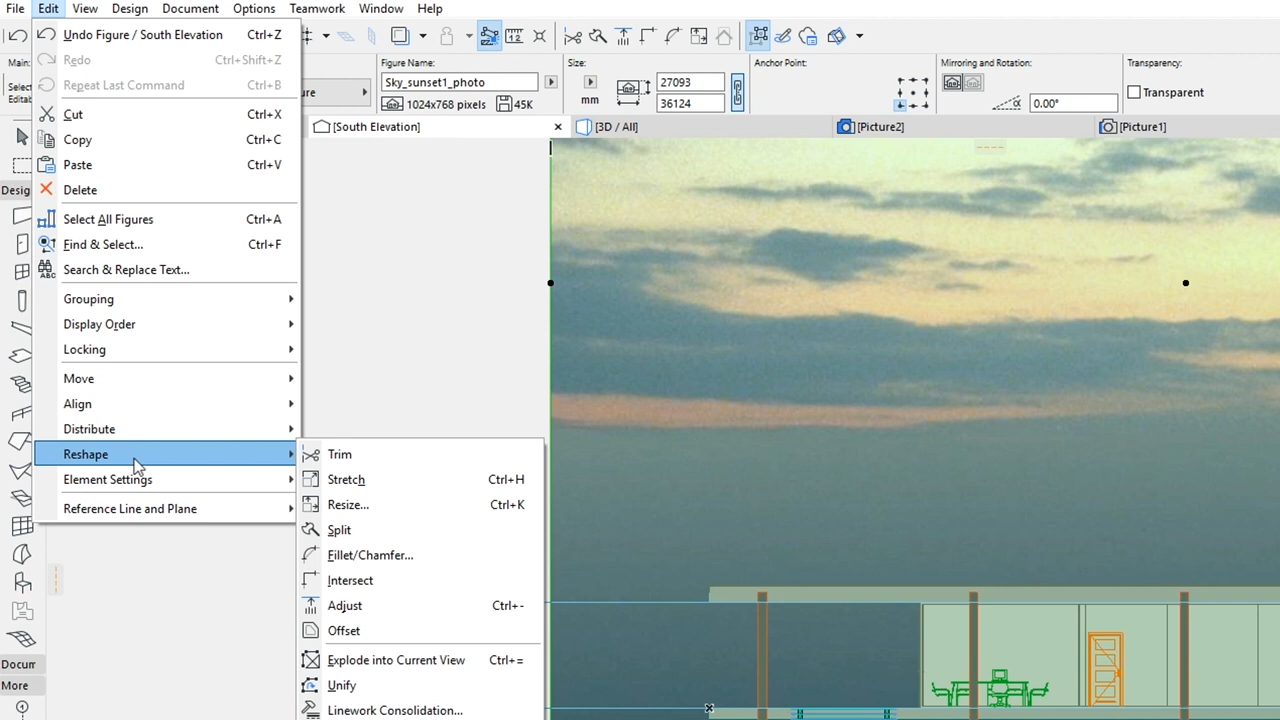 File Edit View Design Document Options Teamwork Window Help
Undo Figure / South Elevation Ctrl+Z
Redo Ctrl+Shift+Z
Repeat Last Command Ctrl+B
Cut Ctrl+X
Copy Ctrl+C
Paste Ctrl+V
Delete
Select All Figures Ctrl+A
Find & Select... Ctrl+F
Search & Replace Text...
Grouping
Display Order
Locking
Move
Align
Distribute
Reshape
Element Settings
Reference Line and Plane
Trim
Stretch Ctrl+H
Resize... Ctrl+K
Split
Fillet/Chamfer...
Intersect
Adjust Ctrl+-
Offset
Explode into Current View Ctrl+=
Unify
Linework Consolidation...
Main:
Figure Name:
Sky_sunset1_photo
1024x768 pixels 45K
Size:
mm
27093
36124
Anchor Point:
Mirroring and Rotation:
α 0.00°
Transparency:
Transparent
[South Elevation]
[3D / All]
[Picture2]
[Picture1]
Desig
Docum
More